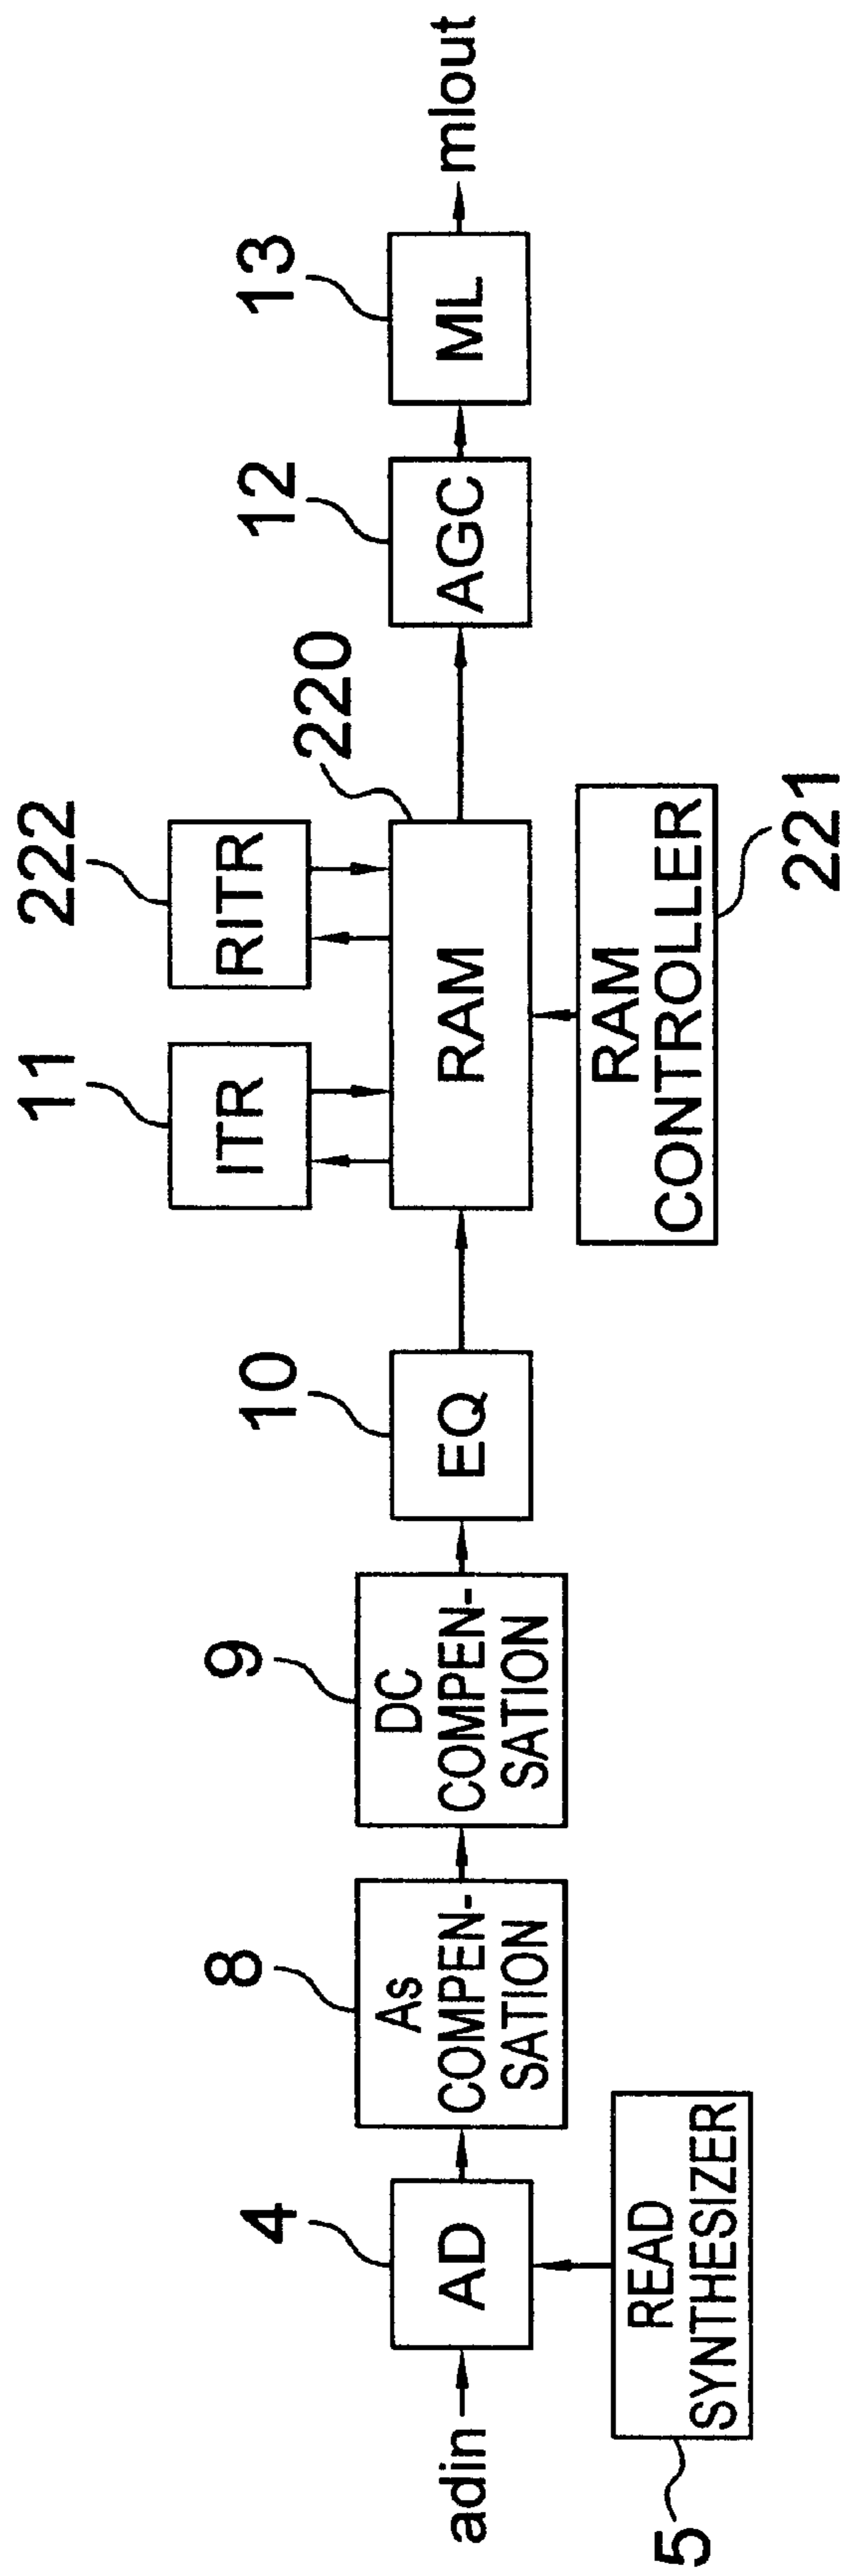 222
11
RITR
ITR
13
12
220
10
9
8
4
adin
AD
As
COMPEN-
SATION
DC
COMPEN-
SATION
EQ
RAM
AGC
ML
mlout
READ
SYNTHESIZER
5
RAM
CONTROLLER
221